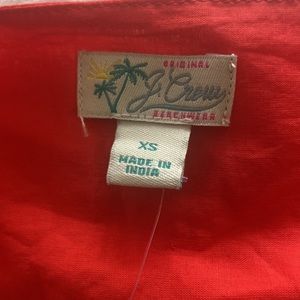 ORIGINAL
J.Crew
BEACHWEAR
XS
MADE IN
INDIA